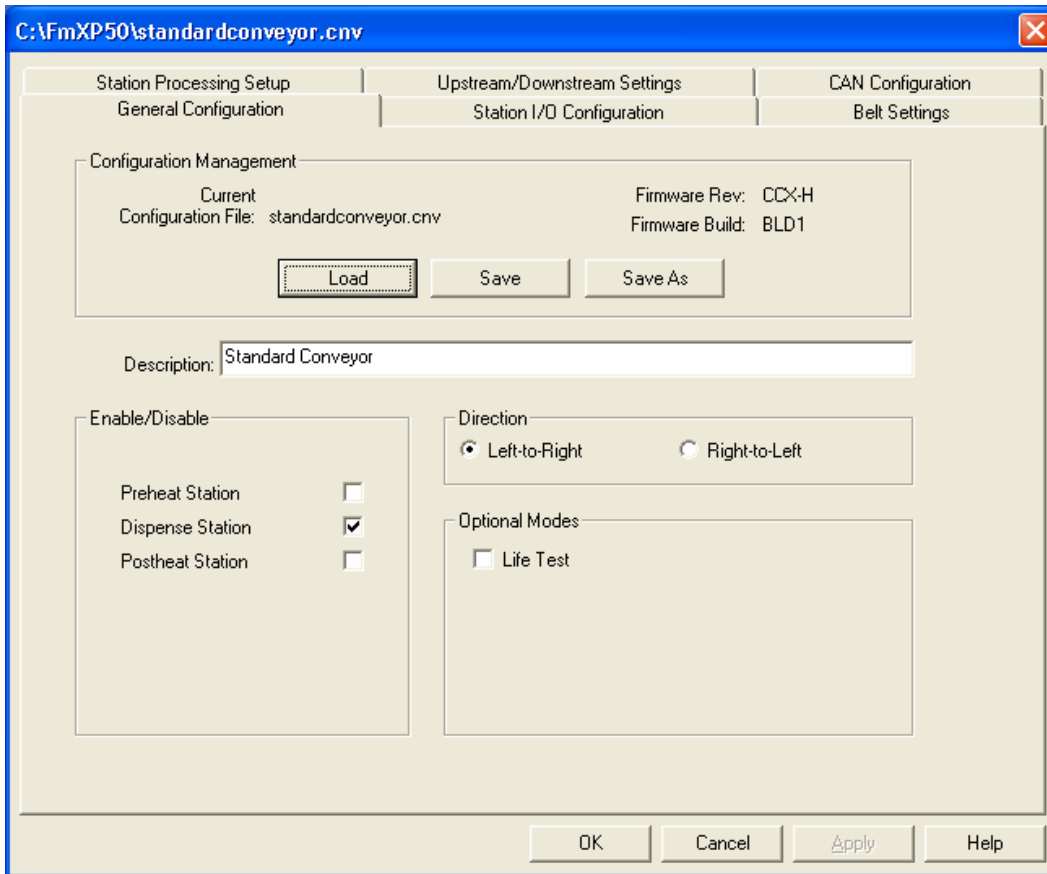 C:\FmXP50\standardconveyor.cnv
Station Processing Setup
Upstream/Downstream Settings
CAN Configuration
General Configuration
Station I/O Configuration
Belt Settings
Configuration Management
Current
Configuration File: standardconveyor.cnv
Firmware Rev: CCX-H
Firmware Build: BLD1
Load
Save
Save As
Description: Standard Conveyor
Enable/Disable
Preheat Station
Dispense Station
Postheat Station
Direction
Left-to-Right
Right-to-Left
Optional Modes
Life Test
OK
Cancel
Apply
Help